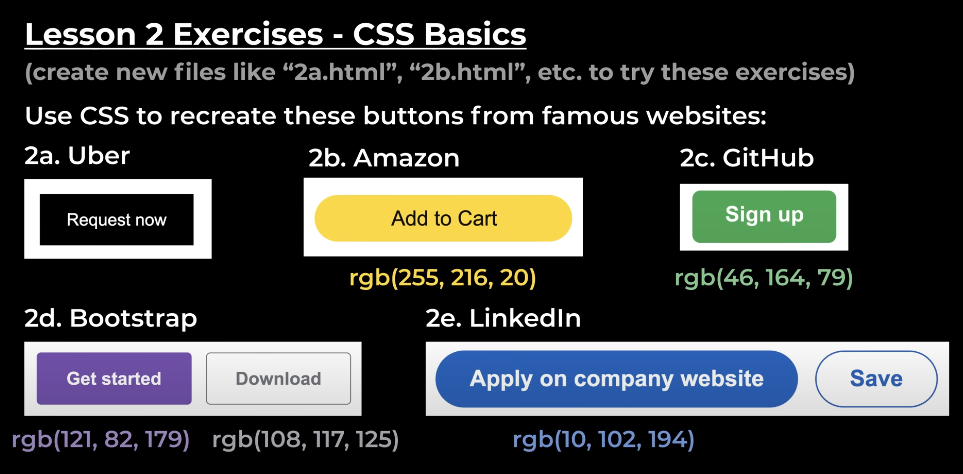 Lesson 2 Exercises - CSS Basics
(create new files like “2a.html”, “2b.html”, etc. to try these exercises)
Use CSS to recreate these buttons from famous websites:
2a. Uber
Request now
2b. Amazon
Add to Cart
rgb(255, 216, 20)
2c. GitHub
Sign up
rgb(46, 164, 79)
2d. Bootstrap
Get started
Download
rgb(121, 82, 179)
rgb(108, 117, 125)
2e. LinkedIn
Apply on company website
Save
rgb(10, 102, 194)